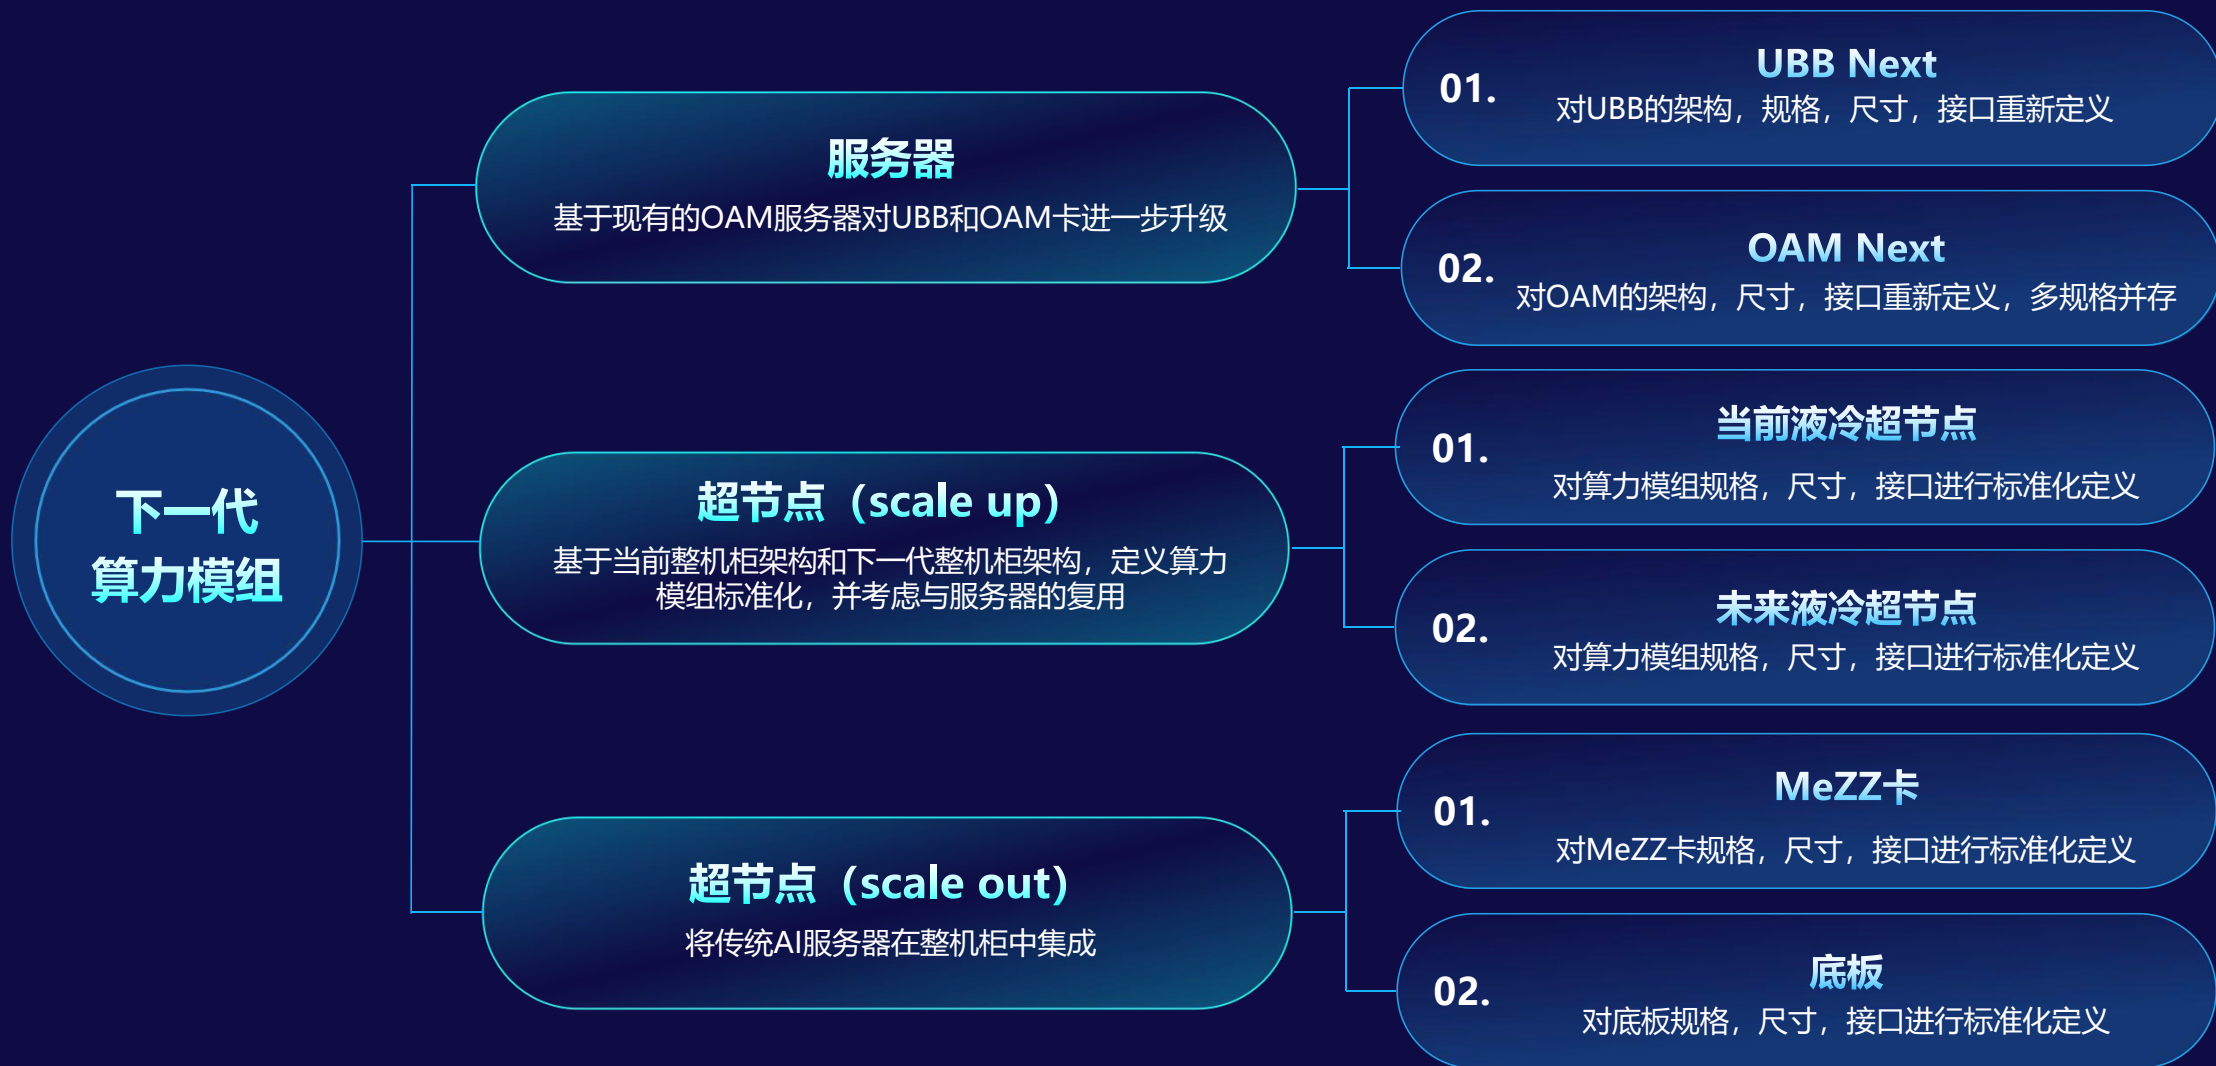 下一代
算力模组
服务器
基于现有的OAM服务器对UBB和OAM卡进一步升级
01.
UBB Next
对UBB的架构，规格，尺寸，接口重新定义
02.
OAM Next
对OAM的架构，尺寸，接口重新定义，多规格并存
超节点（scale up）
基于当前整机柜架构和下一代整机柜架构，定义算力
模组标准化，并考虑与服务器的复用
01.
当前液冷超节点
对算力模组规格，尺寸，接口进行标准化定义
02.
未来液冷超节点
对算力模组规格，尺寸，接口进行标准化定义
超节点（scale out）
将传统AI服务器在整机柜中集成
01.
MeZZ卡
对MeZZ卡规格，尺寸，接口进行标准化定义
02.
底板
对底板规格，尺寸，接口进行标准化定义